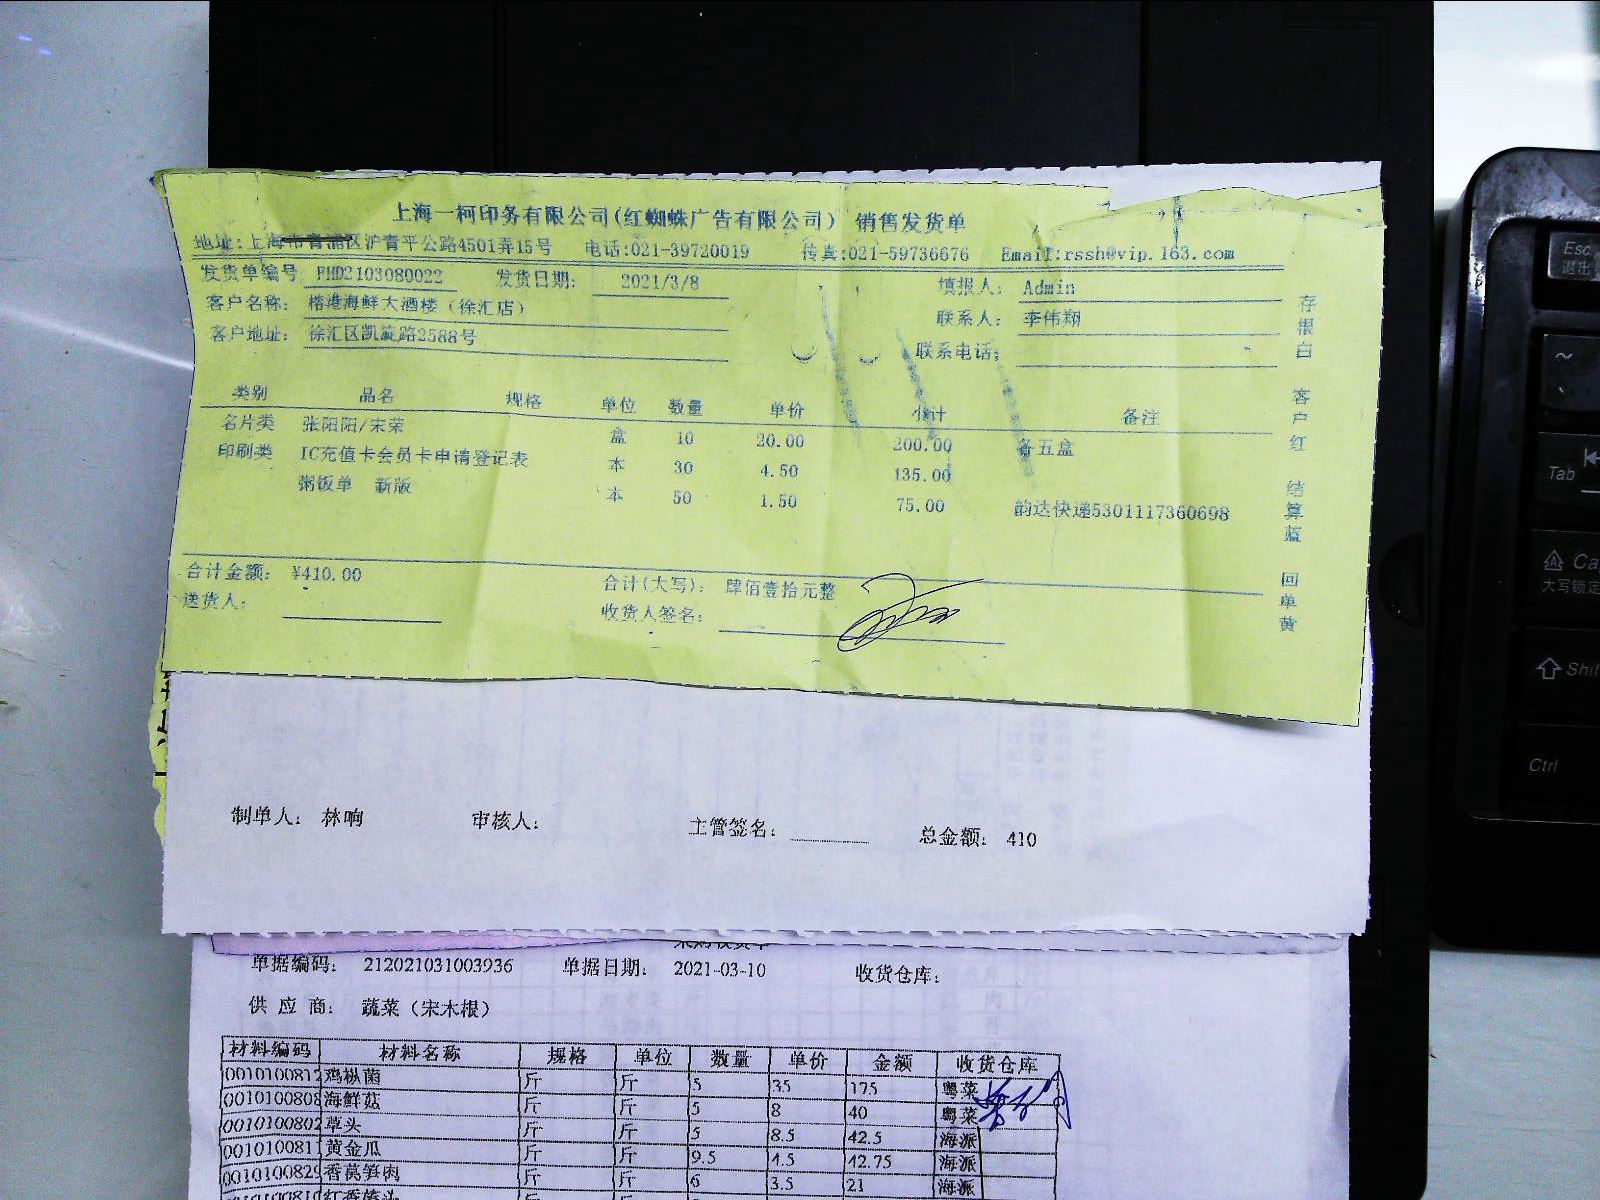 上海一柯印务有限公司(红蜘蛛广告有限公司) 销售发货单
地址:上海市青浦区沪青平公路4501弄15号 电话:021-39720019 传真:021-59736676 Email:rssh@vip.163.com
发货单编号 FHD2103080022 发货日期: 2021/3/8 填报人: Admin
客户名称: 榕港海鲜大酒楼(徐汇店) 联系人: 李伟翔
客户地址: 徐汇区凯旋路2588号 联系电话:
存根白 客户红 结算蓝 回单黄
类别 品名 规格 单位 数量 单价 小计 备注
名片类 张阳阳/宋荣 盒 10 20.00 200.00 各五盒
印刷类 IC充值卡会员卡申请登记表 本 30 4.50 135.00
粥饭单 新版 本 50 1.50 75.00 韵达快递5301117360698
合计金额: ¥410.00 合计(大写): 肆佰壹拾元整
送货人: 收货人签名:
制单人: 林响 审核人: 主管签名: 总金额: 410
单据编码: 212021031003936 单据日期: 2021-03-10 收货仓库:
供应商: 蔬菜(宋木根)
材料编码 材料名称 规格 单位 数量 单价 金额 收货仓库
0010100812 鸡枞菌 斤 斤 5 35 175 粤菜
0010100808 海鲜菇 斤 斤 5 8 40 粤菜
0010100802 草头 斤 斤 5 8.5 42.5 海派
0010100811 黄金瓜 斤 斤 9.5 4.5 42.75 海派
0010100829 香莴笋肉 斤 斤 6 3.5 21 海派
Esc
退出
~
Tab
Ca
大写锁定
Shif
Ctrl